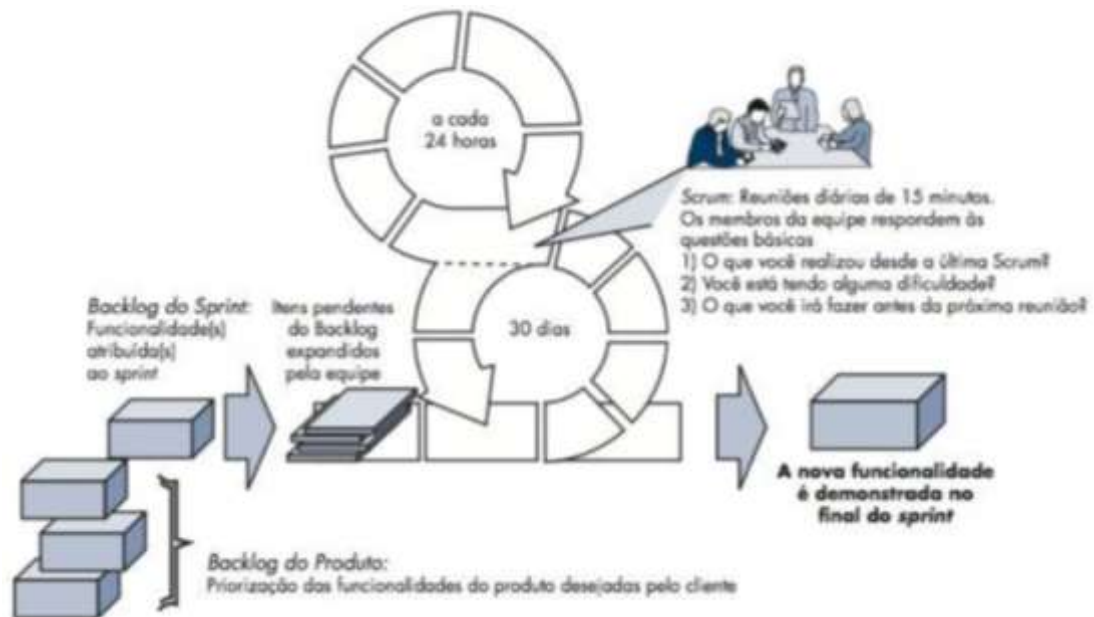 a cada
24 horas
Scrum: Reuniões diárias de 15 minutos.
Os membros da equipe respondem às
questões básicas
1) O que você realizou desde a última Scrum?
2) Você está tendo alguma dificuldade?
3) O que você irá fazer antes da próxima reunião?
Backlog do Sprint:
Funcionalidade(s)
atribuída(s)
ao sprint
Itens pendentes
do Backlog
expandidos
pela equipe
30 dias
A nova funcionalidade
é demonstrada no
final do sprint
Backlog do Produto:
Priorização das funcionalidades do produto desejadas pelo cliente